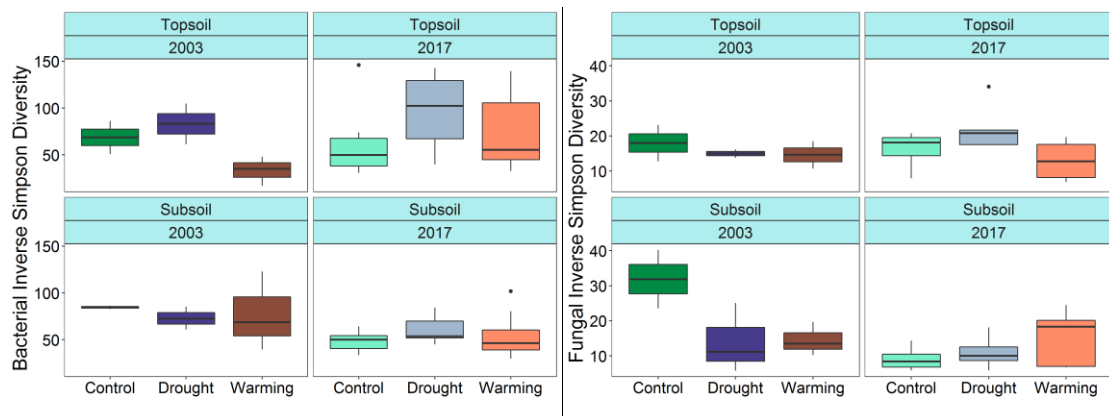 Bacterial Inverse Simpson Diversity
Topsoil
2003
Topsoil
2017
150
100
50
Subsoil
2003
Subsoil
2017
150
100
50
Control Drought Warming
Control Drought Warming
Fungal Inverse Simpson Diversity
Topsoil
2003
Topsoil
2017
40
30
20
10
Subsoil
2003
Subsoil
2017
40
30
20
10
Control Drought Warming
Control Drought Warming